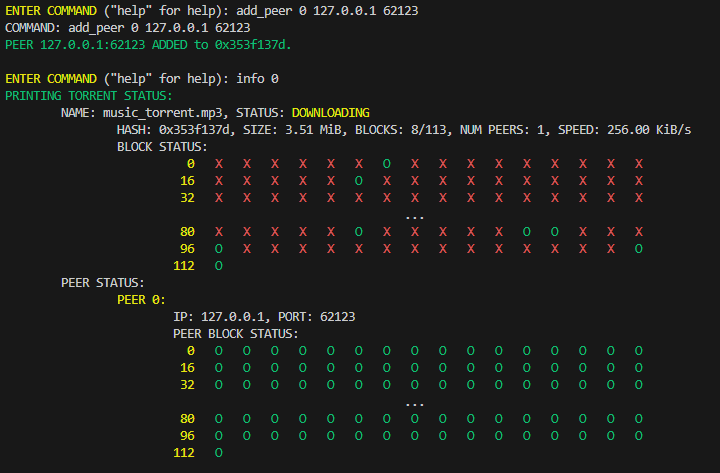 ENTER COMMAND ("help" for help): add_peer 0 127.0.0.1 62123
COMMAND: add_peer 0 127.0.0.1 62123
PEER 127.0.0.1:62123 ADDED to 0x353f137d.
ENTER COMMAND ("help" for help): info 0
PRINTING TORRENT STATUS:
NAME: music_torrent.mp3, STATUS: DOWNLOADING
HASH: 0x353f137d, SIZE: 3.51 MiB, BLOCKS: 8/113, NUM PEERS: 1, SPEED: 256.00 KiB/s
BLOCK STATUS:
0 X X X X X X O X X X X X X X X X
16 X X X X X O X X X X X X X X X X
32 X X X X X X X X X X X X X X X X
...
80 X X X X X O X X X X X O O X X X
96 O X X X X X X X X X X X X X X O
112 O
PEER STATUS:
PEER 0:
IP: 127.0.0.1, PORT: 62123
PEER BLOCK STATUS:
0 O O O O O O O O O O O O O O O O
16 O O O O O O O O O O O O O O O O
32 O O O O O O O O O O O O O O O O
...
80 O O O O O O O O O O O O O O O O
96 O O O O O O O O O O O O O O O O
112 O